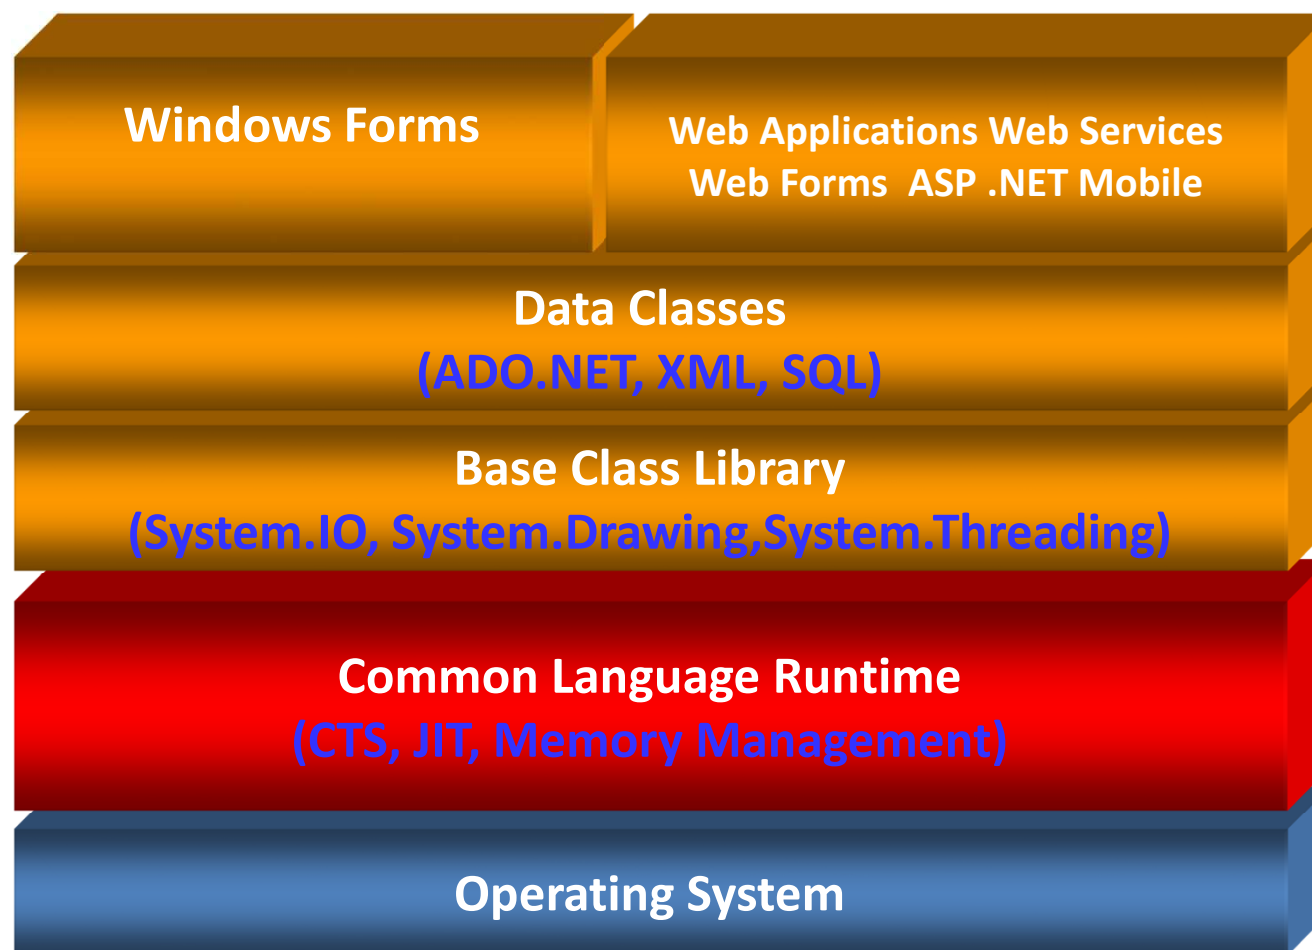 Windows Forms
Web Applications Web Services
Web Forms  ASP .NET Mobile
Data Classes
(ADO.NET, XML, SQL)
Base Class Library
(System.IO, System.Drawing,System.Threading)
Common Language Runtime
(CTS, JIT, Memory Management)
Operating System